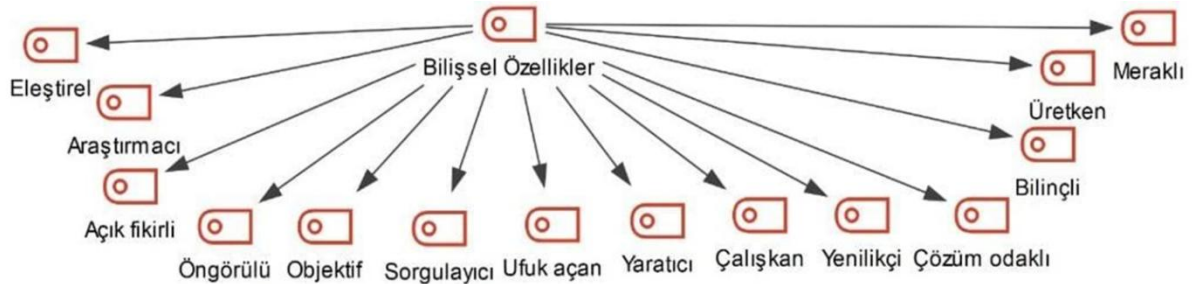 Bilişsel Özellikler
Eleştirel
Meraklı
Araştırmacı
Üretken
Açık fikirli
Bilinçli
Öngörülü
Objektif
Sorgulayıcı
Ufuk açan
Yaratıcı
Çalışkan
Yenilikçi
Çözüm odaklı